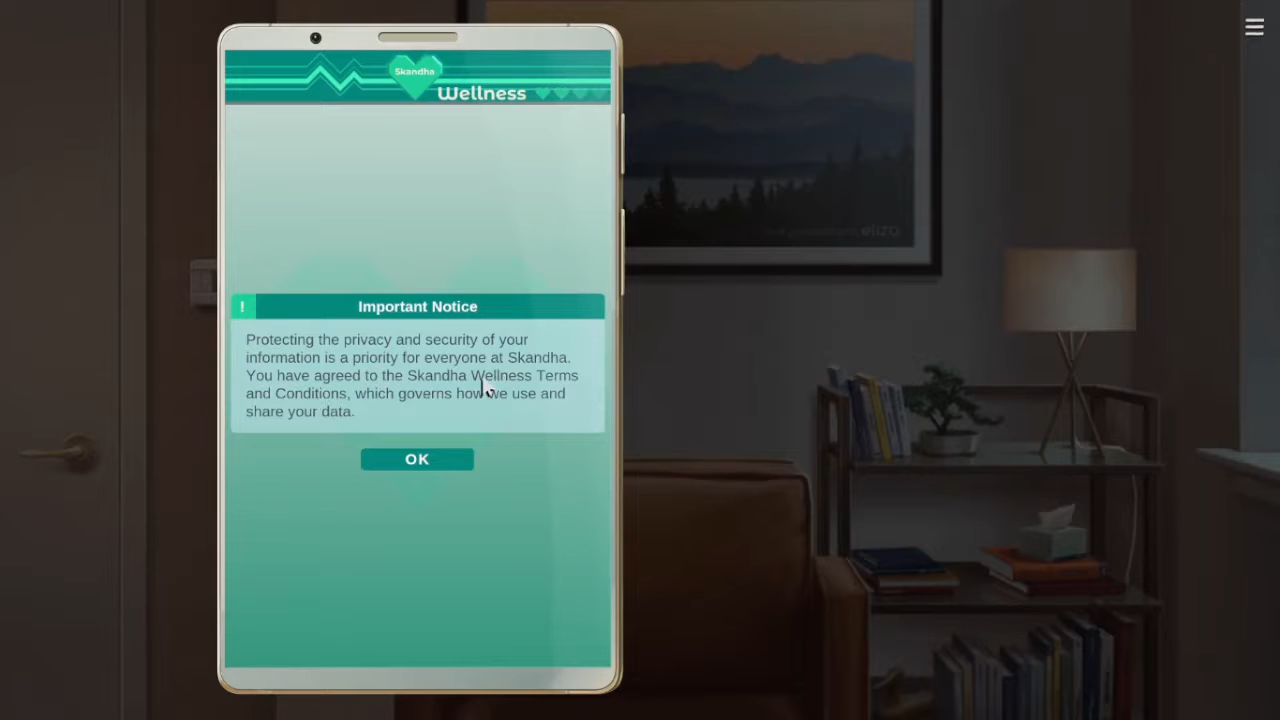 Skandha
Wellness
! Important Notice
Protecting the privacy and security of your
information is a priority for everyone at Skandha.
You have agreed to the Skandha Wellness Terms
and Conditions, which governs how we use and
share your data.
OK